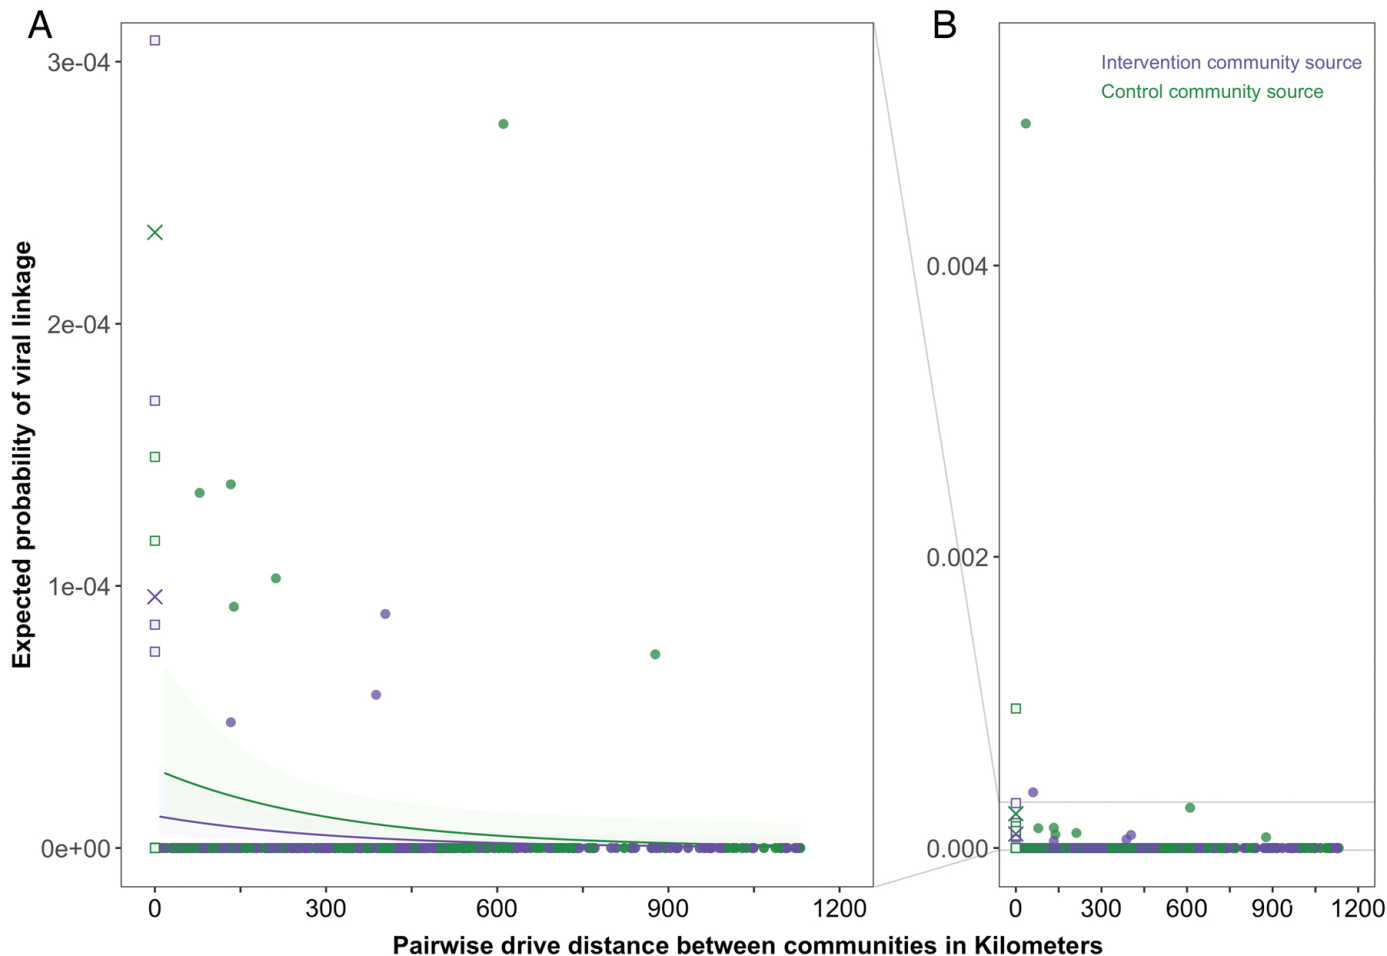 A
B
3e-04
2e-04
1e-04
0e+00
0
300
600
900
1200
Expected probability of viral linkage
Intervention community source
Control community source
0.004
0.002
0.000
0
300
600
900
1200
Pairwise drive distance between communities in Kilometers